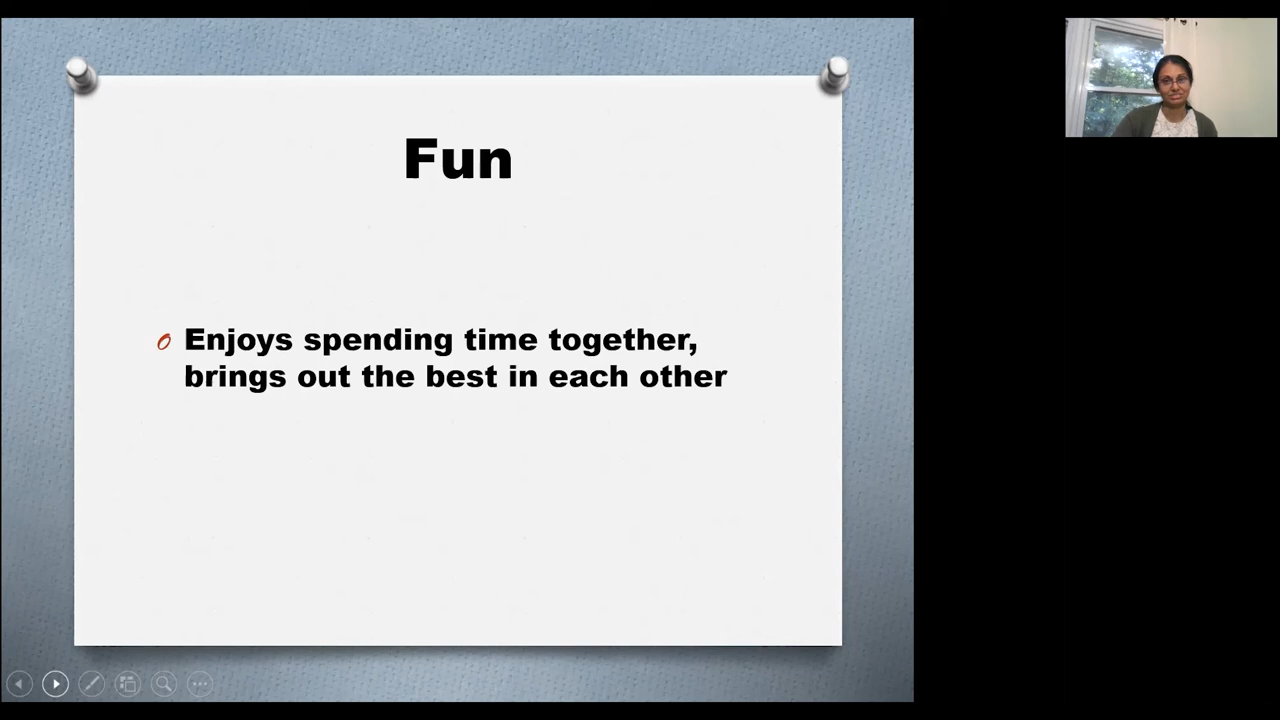 Fun
Enjoys spending time together,
brings out the best in each other